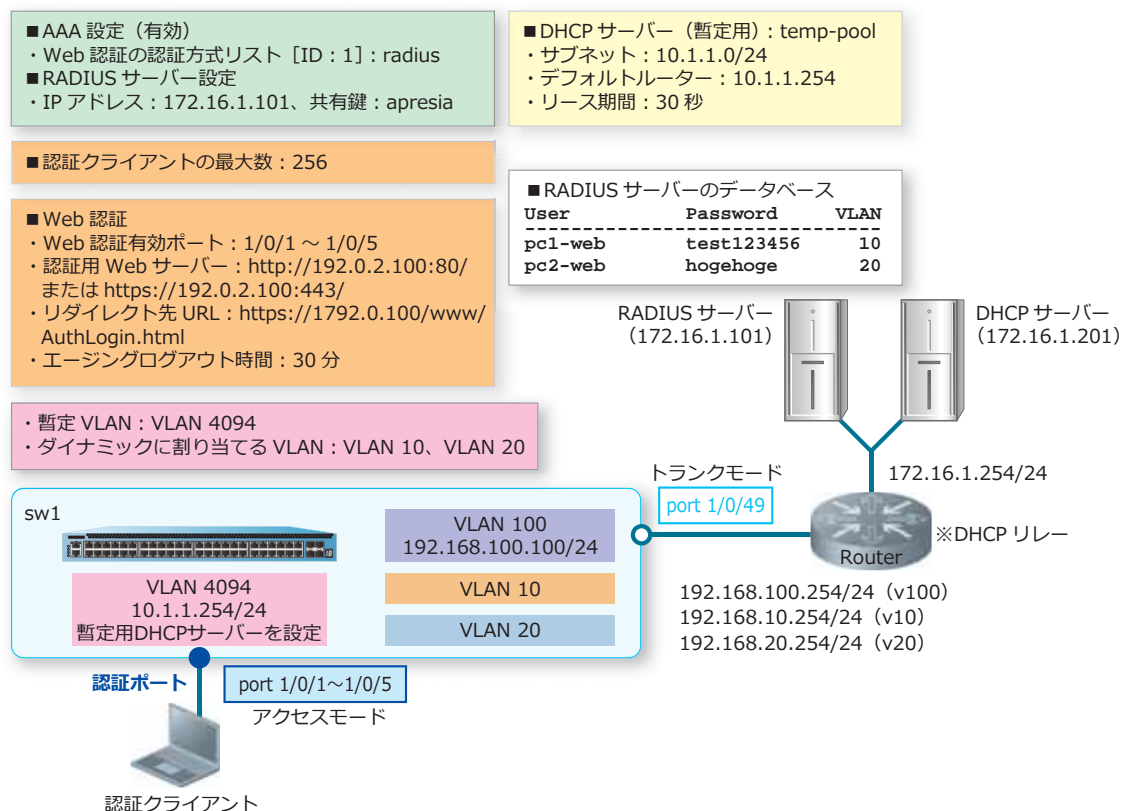 ■AAA 設定（有効）
・Web 認証の認証方式リスト［ID：1］：radius
■RADIUS サーバー設定
・IP アドレス：172.16.1.101、共有鍵：apresia
■DHCP サーバー（暫定用）：temp-pool
・サブネット：10.1.1.0/24
・デフォルトルーター：10.1.1.254
・リース期間：30 秒
■認証クライアントの最大数：256
■Web 認証
・Web 認証有効ポート：1/0/1 ～ 1/0/5
・認証用 Web サーバー：http://192.0.2.100:80/
または https://192.0.2.100:443/
・リダイレクト先 URL：https://1792.0.100/www/
AuthLogin.html
・エージングログアウト時間：30 分
■RADIUS サーバーのデータベース
User Password VLAN
-----------------------------------
pc1-web test123456 10
pc2-web hogehoge 20
RADIUS サーバー
（172.16.1.101）
DHCP サーバー
（172.16.1.201）
・暫定 VLAN：VLAN 4094
・ダイナミックに割り当てる VLAN：VLAN 10、VLAN 20
トランクモード
port 1/0/49
172.16.1.254/24
sw1
VLAN 100
192.168.100.100/24
Router
※DHCP リレー
VLAN 4094
10.1.1.254/24
暫定用DHCPサーバーを設定
VLAN 10
VLAN 20
192.168.100.254/24（v100）
192.168.10.254/24（v10）
192.168.20.254/24（v20）
認証ポート
port 1/0/1～1/0/5
アクセスモード
認証クライアント